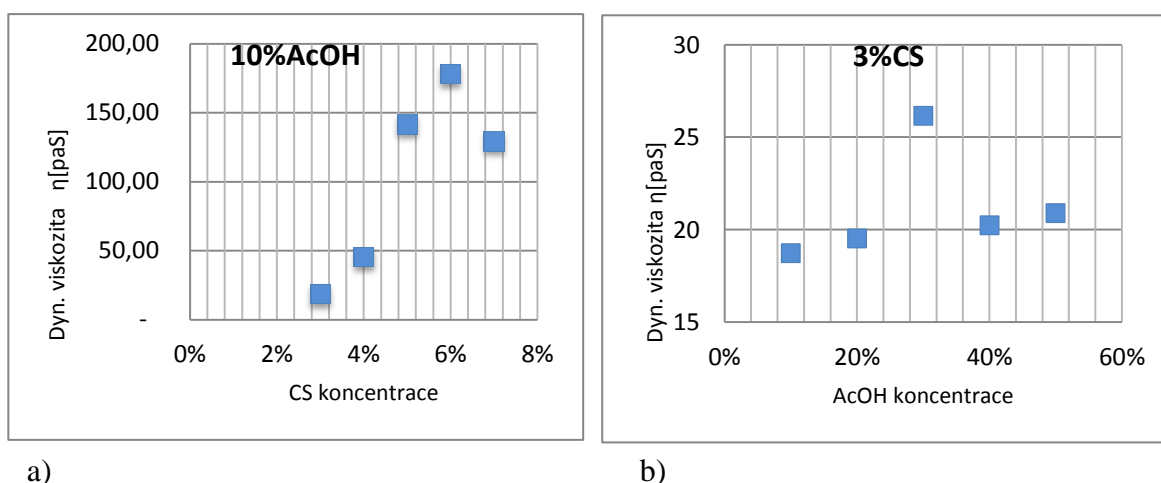 10%AcOH
200,00
150,00
100,00
50,00
-
0% 2% 4% 6% 8%
CS koncentrace
Dyn. viskozita η[paS]
a)
3%CS
30
25
20
15
0% 20% 40% 60%
AcOH koncentrace
Dyn. viskozita η[paS]
b)